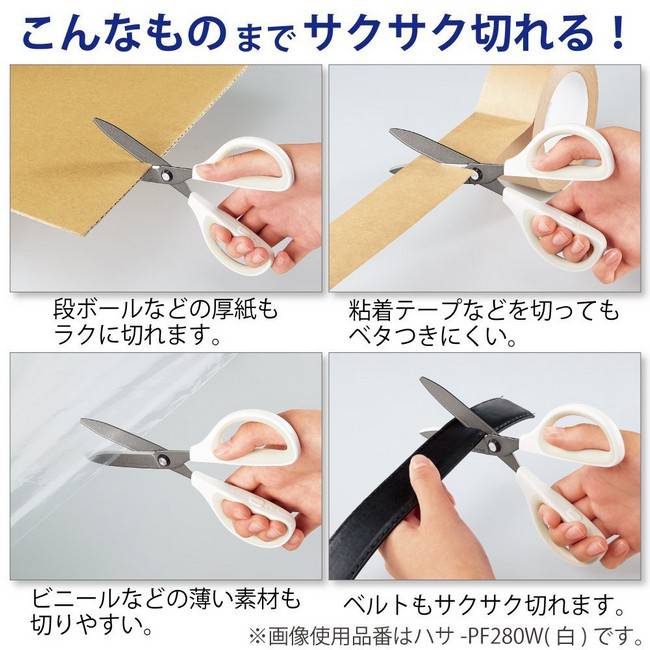 こんなものまでサクサク切れる！
段ボールなどの厚紙も
ラクに切れます。
粘着テープなどを切っても
ベタつきにくい。
ビニールなどの薄い素材も
切りやすい。
ベルトもサクサク切れます。
※画像使用品番はハサ-PF280W(白)です。